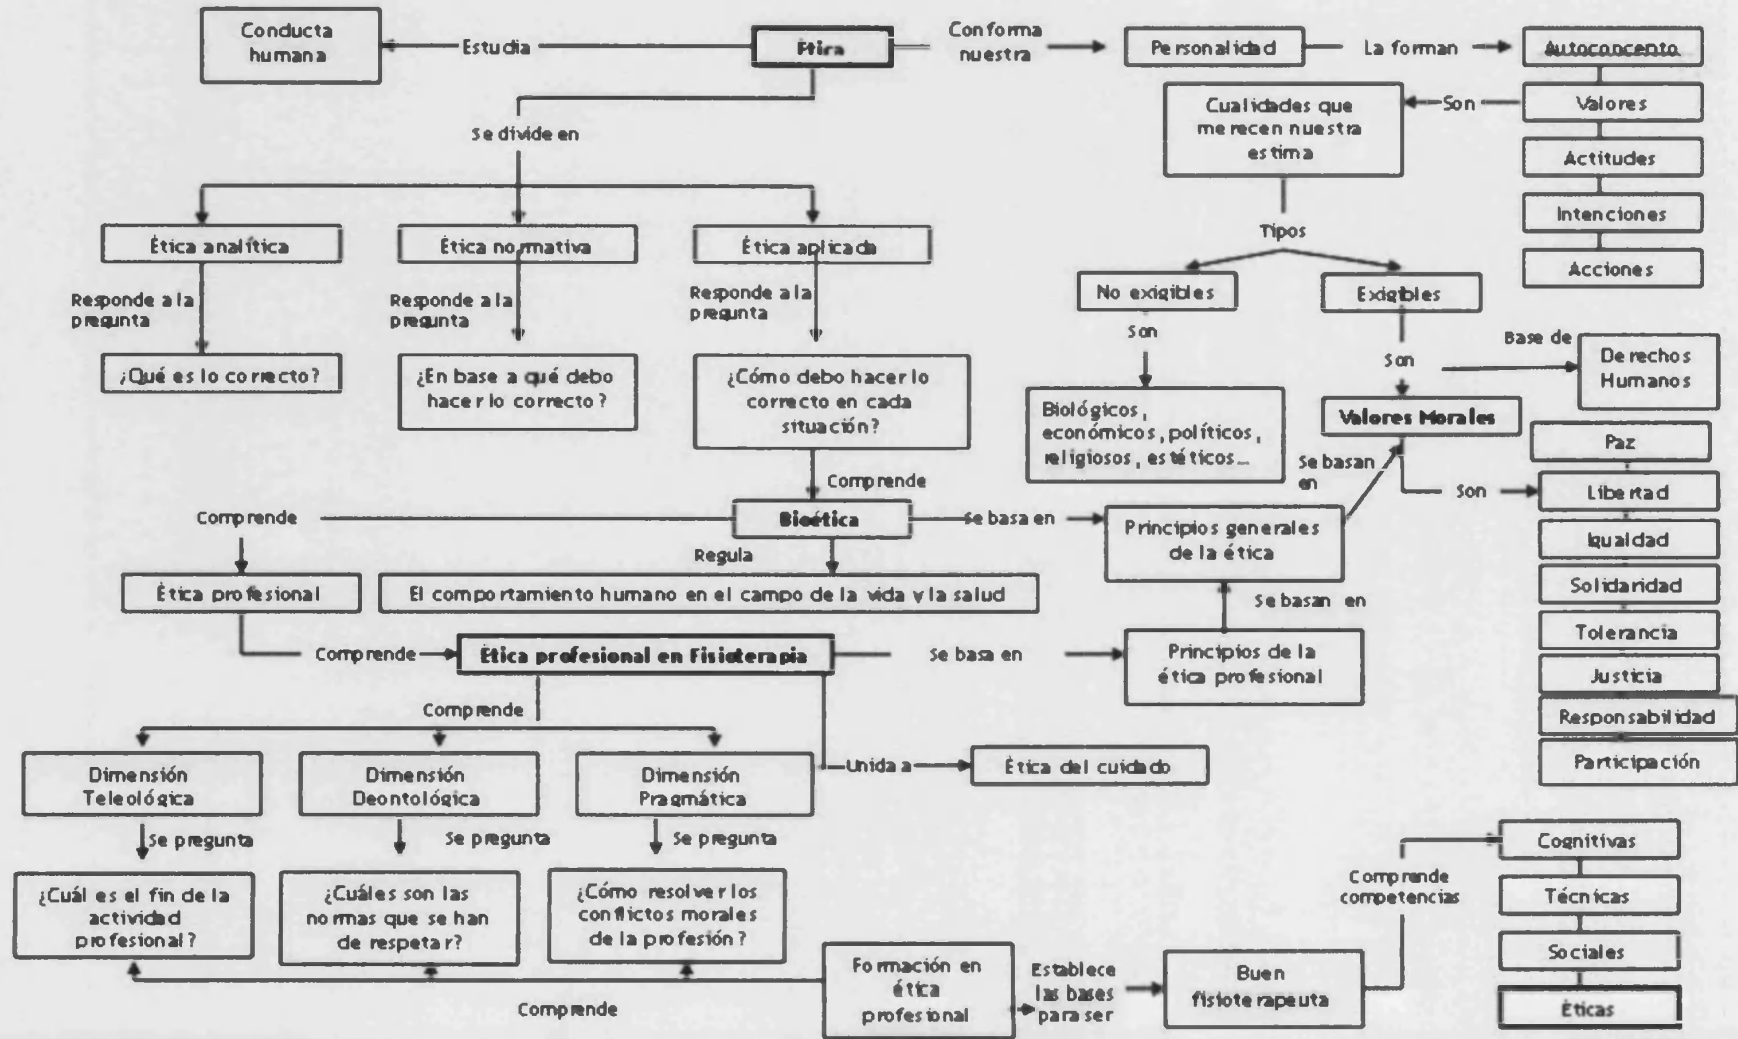 Conducta
humana
Estudia
Ética
Conforma
nuestra
Personalidad
La forman
Autoconcepto
Valores
Actitudes
Intenciones
Acciones
Son
Cualidades que
merecen nuestra
estima
Se divide en
Tipos
Ética analítica
Ética normativa
Ética aplicada
No exigibles
Exigibles
Responde a la
pregunta
Responde a la
pregunta
Responde a la
pregunta
Son
Son
Base de
Derechos
Humanos
¿Qué es lo correcto?
¿En base a qué debo
hacer lo correcto?
¿Cómo debo hacer lo
correcto en cada
situación?
Biológicos,
económicos, políticos,
religiosos, estéticos...
Valores Morales
Se basan
en
Son
Paz
Libertad
Igualdad
Solidaridad
Tolerancia
Justicia
Responsabilidad
Participación
Comprende
Comprende
Bioética
Se basa en
Principios generales
de la ética
Regula
Ética profesional
El comportamiento humano en el campo de la vida y la salud
Se basan en
Comprende
Ética profesional en Fisioterapia
Se basa en
Principios de la
ética profesional
Comprende
Dimensión
Teleológica
Dimensión
Deontológica
Dimensión
Pragmática
Unida a
Ética del cuidado
Se pregunta
Se pregunta
Se pregunta
¿Cuál es el fin de la
actividad
profesional?
¿Cuáles son las
normas que se han
de respetar?
¿Cómo resolver los
conflictos morales
de la profesión?
Comprende
Formación en
ética
profesional
Establece
las bases
para ser
Buen
fisioterapeuta
Comprende
competencias
Cognitivas
Técnicas
Sociales
Éticas